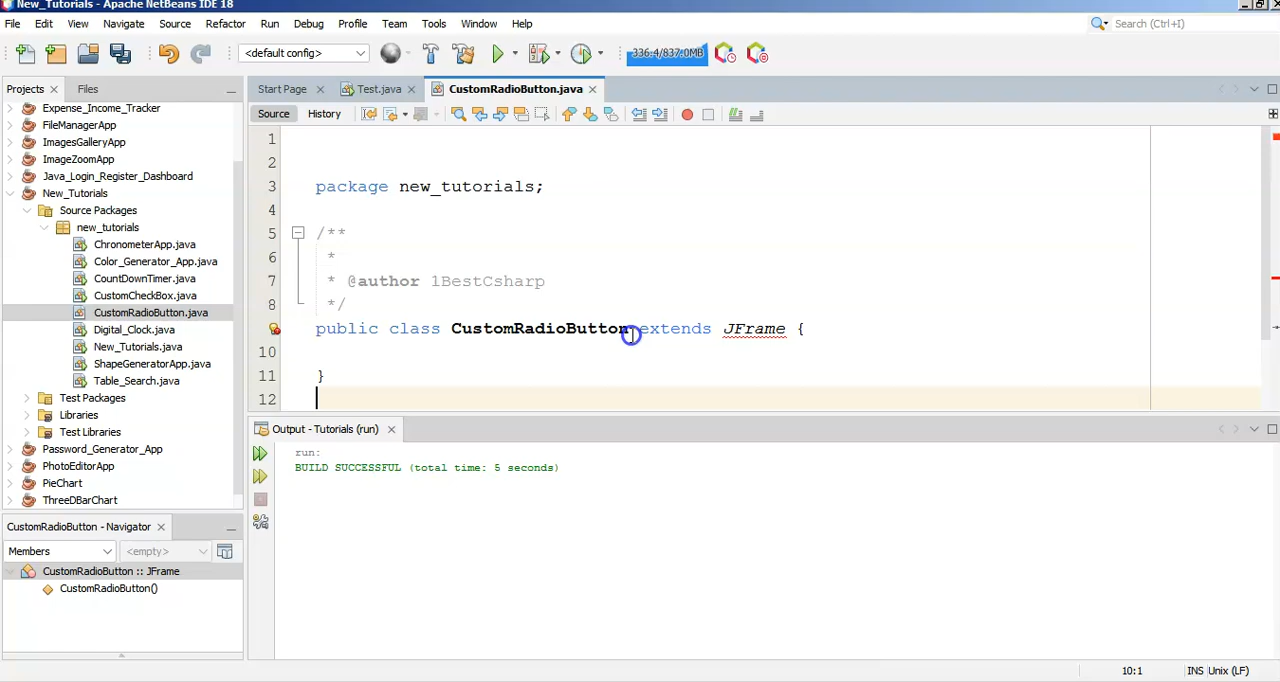 New_Tutorials - Apache NetBeans IDE 18
File Edit View Navigate Source Refactor Run Debug Profile Team Tools Window Help
Search (Ctrl+I)
<default config>
336.4/837.0MB
Projects Files
Start Page Test.java CustomRadioButton.java
Source History
Expense_Income_Tracker
FileManagerApp
ImagesGalleryApp
ImageZoomApp
Java_Login_Register_Dashboard
New_Tutorials
Source Packages
new_tutorials
ChronometerApp.java
Color_Generator_App.java
CountDownTimer.java
CustomCheckBox.java
CustomRadioButton.java
Digital_Clock.java
New_Tutorials.java
ShapeGeneratorApp.java
Table_Search.java
Test Packages
Libraries
Test Libraries
Password_Generator_App
PhotoEditorApp
PieChart
ThreeDBarChart
1
2
3 package new_tutorials;
4
5 /**
6 *
7 * @author 1BestCsharp
8 */
public class CustomRadioButton extends JFrame {
10
11 }
12
Output - Tutorials (run)
run:
BUILD SUCCESSFUL (total time: 5 seconds)
CustomRadioButton - Navigator
Members <empty>
CustomRadioButton :: JFrame
CustomRadioButton()
10:1 INS Unix (LF)